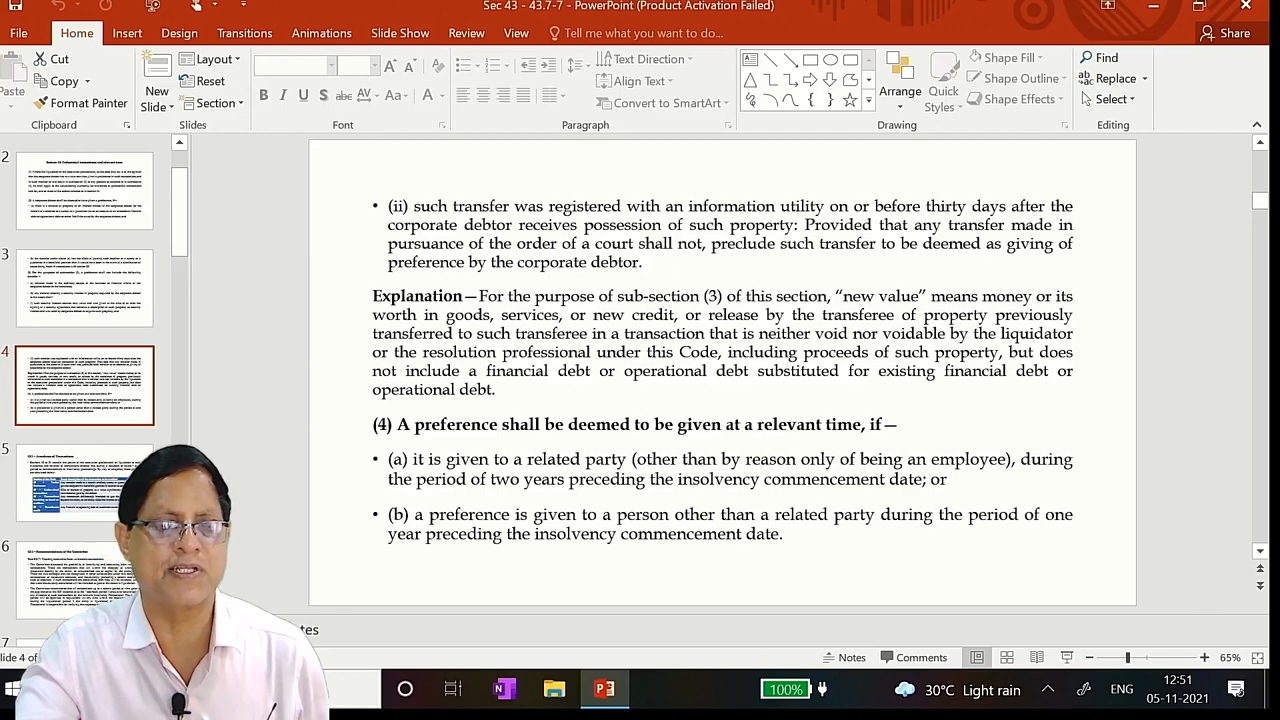 Sec 43 - 43.7-7 - PowerPoint (Product Activation Failed)
File Home Insert Design Transitions Animations Slide Show Review View Tell me what you want to do... Share
Cut
Copy
Format Painter
Paste
Clipboard
New Slide
Layout
Reset
Section
Slides
B I U S abc AV Aa A
Font
Text Direction
Align Text
Convert to SmartArt
Paragraph
Arrange
Quick Styles
Shape Fill
Shape Outline
Shape Effects
Drawing
Find
Replace
Select
Editing
2
3
4
5
6
7
• (ii) such transfer was registered with an information utility on or before thirty days after the
corporate debtor receives possession of such property: Provided that any transfer made in
pursuance of the order of a court shall not, preclude such transfer to be deemed as giving of
preference by the corporate debtor.
Explanation—For the purpose of sub-section (3) of this section, “new value” means money or its
worth in goods, services, or new credit, or release by the transferee of property previously
transferred to such transferee in a transaction that is neither void nor voidable by the liquidator
or the resolution professional under this Code, including proceeds of such property, but does
not include a financial debt or operational debt substituted for existing financial debt or
operational debt.
(4) A preference shall be deemed to be given at a relevant time, if—
• (a) it is given to a related party (other than by reason only of being an employee), during
the period of two years preceding the insolvency commencement date; or
• (b) a preference is given to a person other than a related party during the period of one
year preceding the insolvency commencement date.
tes
Slide 4 of
Notes Comments 65%
100% 30°C Light rain ENG 12:51
05-11-2021